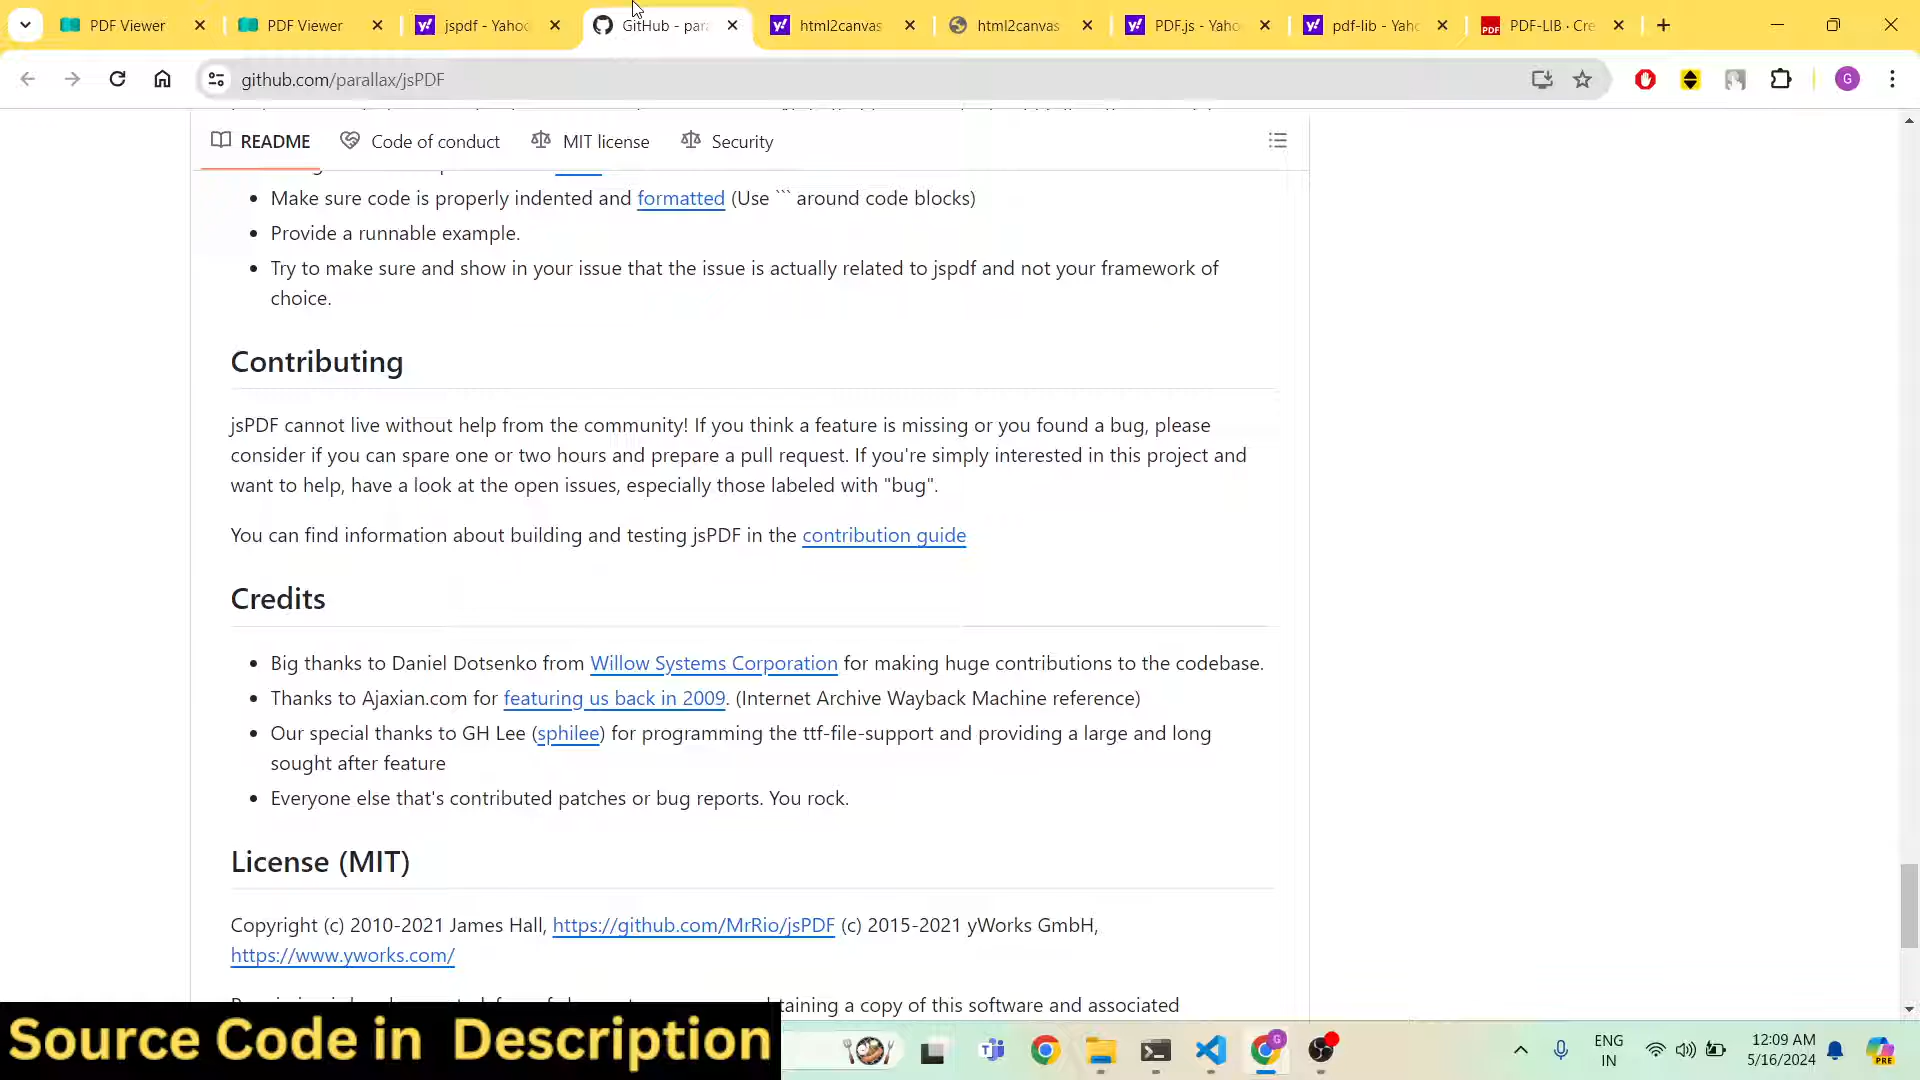 PDF Viewer
PDF Viewer
jspdf - Yahoo
GitHub - para
html2canvas
html2canvas
PDF.js - Yaho
pdf-lib - Yaho
PDF-LIB · Cre
github.com/parallax/jsPDF
G
README
Code of conduct
MIT license
Security
Make sure code is properly indented and formatted (Use ``` around code blocks)
Provide a runnable example.
Try to make sure and show in your issue that the issue is actually related to jspdf and not your framework of
choice.
Contributing
jsPDF cannot live without help from the community! If you think a feature is missing or you found a bug, please
consider if you can spare one or two hours and prepare a pull request. If you're simply interested in this project and
want to help, have a look at the open issues, especially those labeled with "bug".
You can find information about building and testing jsPDF in the contribution guide
Credits
Big thanks to Daniel Dotsenko from Willow Systems Corporation for making huge contributions to the codebase.
Thanks to Ajaxian.com for featuring us back in 2009. (Internet Archive Wayback Machine reference)
Our special thanks to GH Lee (sphilee) for programming the ttf-file-support and providing a large and long
sought after feature
Everyone else that's contributed patches or bug reports. You rock.
License (MIT)
Copyright (c) 2010-2021 James Hall, https://github.com/MrRio/jsPDF (c) 2015-2021 yWorks GmbH,
https://www.yworks.com/
taining a copy of this software and associated
Source Code in Description
ENG
IN
12:09 AM
5/16/2024
PRE